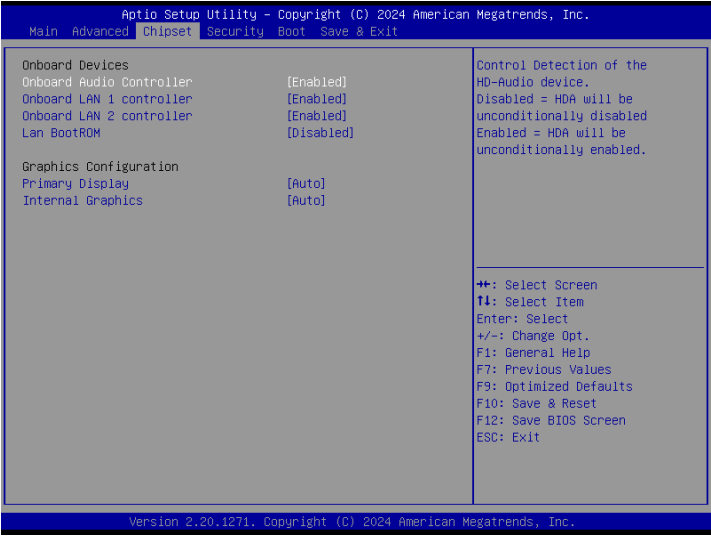 Aptio Setup Utility – Copyright (C) 2024 American Megatrends, Inc.
Main Advanced Chipset Security Boot Save & Exit
Onboard Devices
Onboard Audio Controller [Enabled]
Onboard LAN 1 controller [Enabled]
Onboard LAN 2 controller [Enabled]
Lan BootROM [Disabled]
Graphics Configuration
Primary Display [Auto]
Internal Graphics [Auto]
Control Detection of the
HD-Audio device.
Disabled = HDA will be
unconditionally disabled
Enabled = HDA will be
unconditionally enabled.
→←: Select Screen
↑↓: Select Item
Enter: Select
+/-: Change Opt.
F1: General Help
F7: Previous Values
F9: Optimized Defaults
F10: Save & Reset
F12: Save BIOS Screen
ESC: Exit
Version 2.20.1271. Copyright (C) 2024 American Megatrends, Inc.